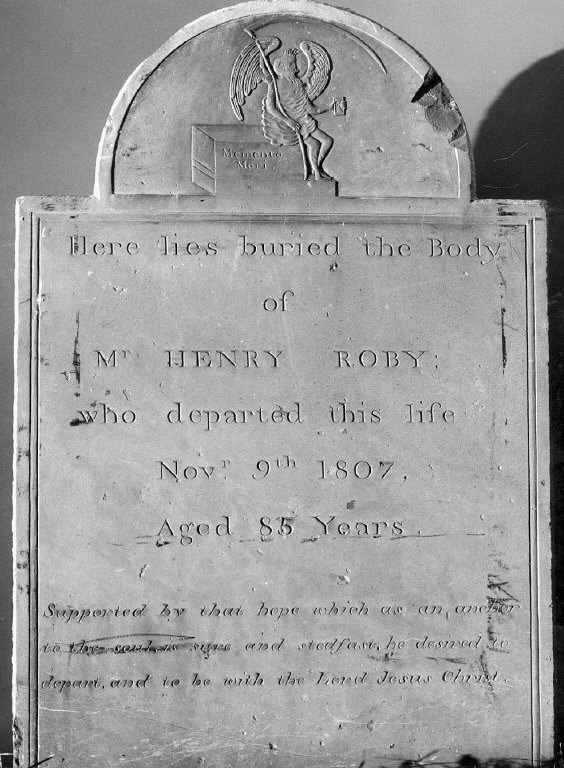 Memento
Mori.
Here lies buried the Body
of
Mr. HENRY ROBY;
who departed this life
Novr. 9th 1807,
Aged 85 Years.
Supported by that hope which as an anchor
to the soul, is sure and stedfast, he desired to
depart, and to be with the Lord Jesus Christ.